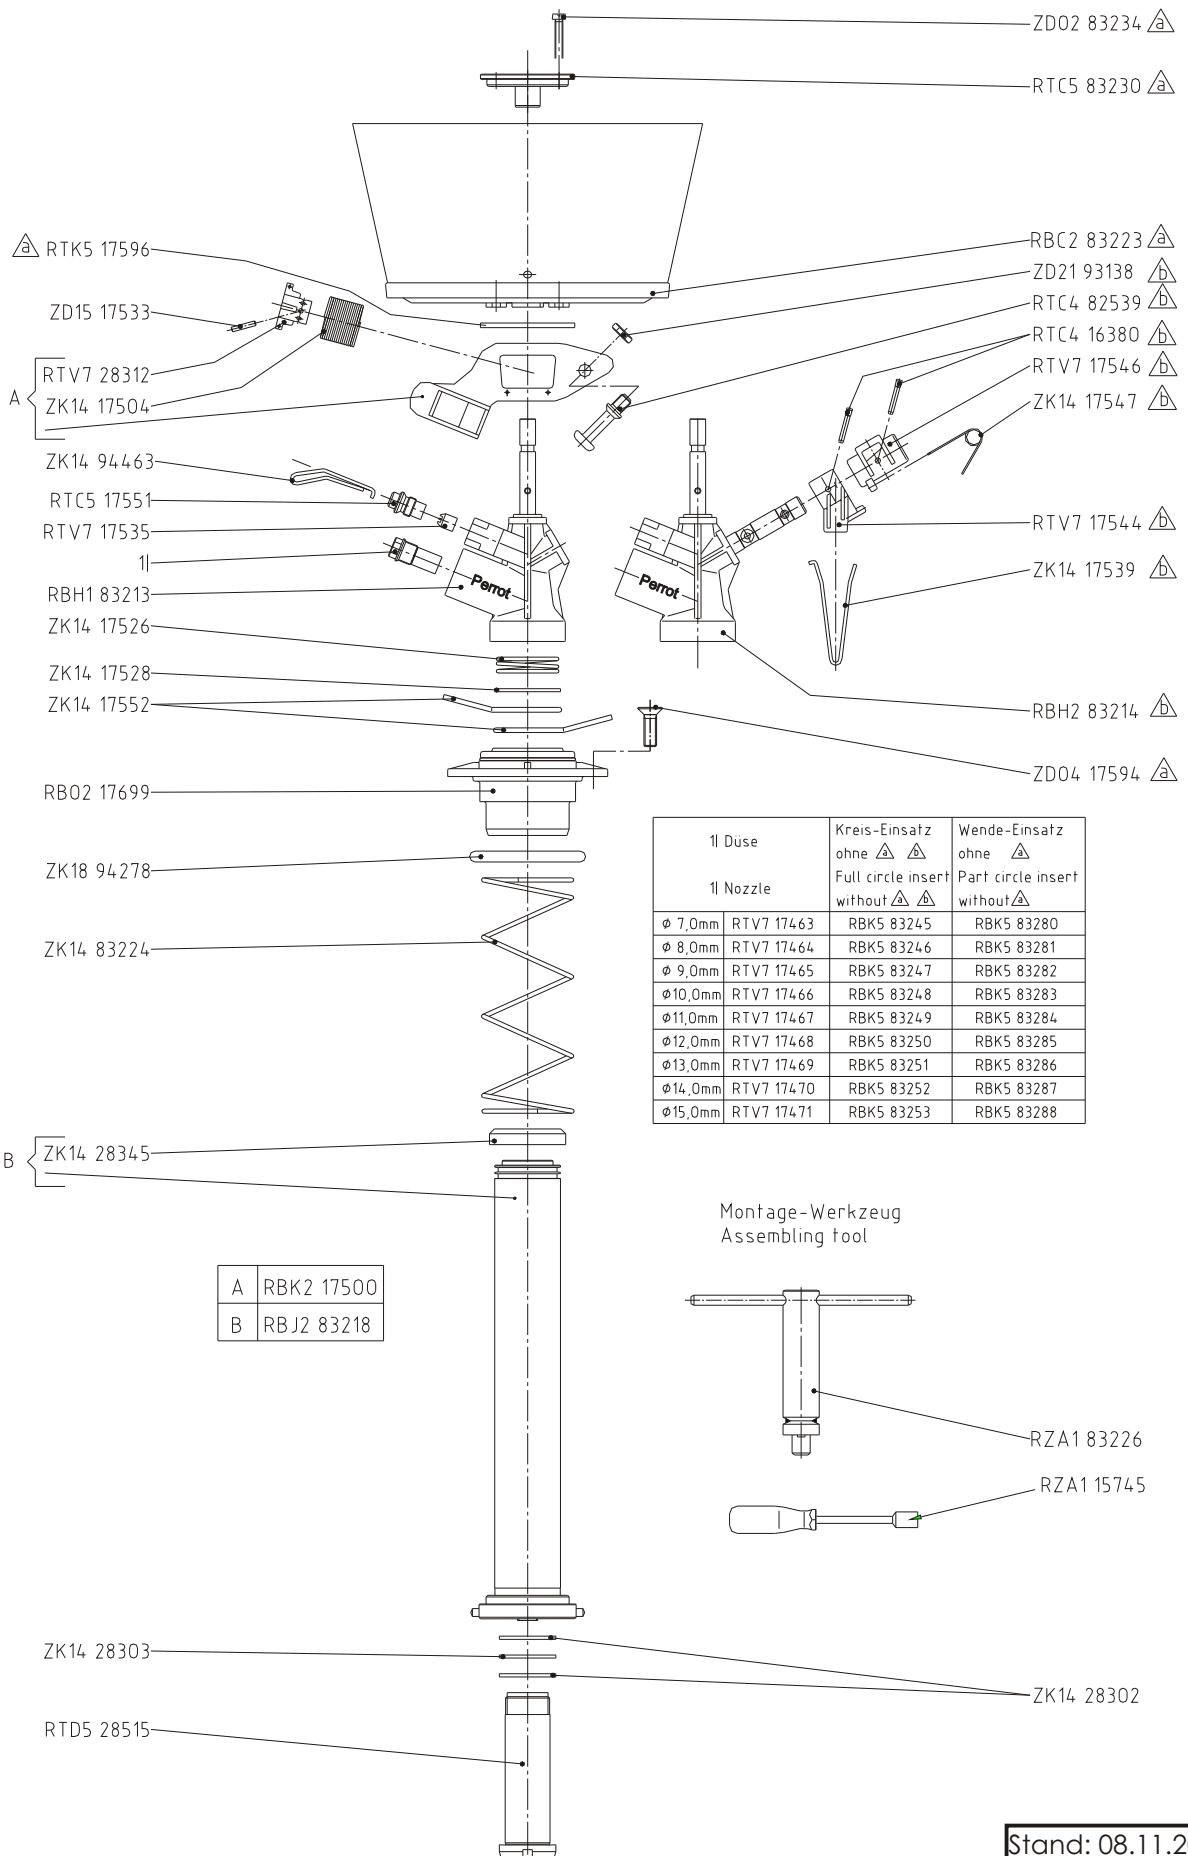 ZD02 83234 a
RTC5 83230 a
RBC2 83223 a
ZD21 93138 b
RTC4 82539 b
RTC4 16380 b
RTV7 17546 b
ZK14 17547 b
RTV7 17544 b
ZK14 17539 b
RBH2 83214 b
ZD04 17594 a
a RTK5 17596
ZD15 17533
A
RTV7 28312
ZK14 17504
ZK14 94463
RTC5 17551
RTV7 17535
1)
RBH1 83213
ZK14 17526
ZK14 17528
ZK14 17552
Perrot
Perrot
RBO2 17699
ZK18 94278
ZK14 83224
B
ZK14 28345
1) Düse
1) Nozzle
Kreis-Einsatz
ohne a b
Full circle insert
without a b
Wende-Einsatz
ohne a
Part circle insert
without a
φ 7,0mm RTV7 17463 RBK5 83245 RBK5 83280
φ 8,0mm RTV7 17464 RBK5 83246 RBK5 83281
φ 9,0mm RTV7 17465 RBK5 83247 RBK5 83282
φ10,0mm RTV7 17466 RBK5 83248 RBK5 83283
φ11,0mm RTV7 17467 RBK5 83249 RBK5 83284
φ12,0mm RTV7 17468 RBK5 83250 RBK5 83285
φ13,0mm RTV7 17469 RBK5 83251 RBK5 83286
φ14,0mm RTV7 17470 RBK5 83252 RBK5 83287
φ15,0mm RTV7 17471 RBK5 83253 RBK5 83288
Montage-Werkzeug
Assembling tool
A RBK2 17500
B RBJ2 83218
RZA1 83226
RZA1 15745
ZK14 28303
ZK14 28302
RTD5 28515
Stand: 08.11.2